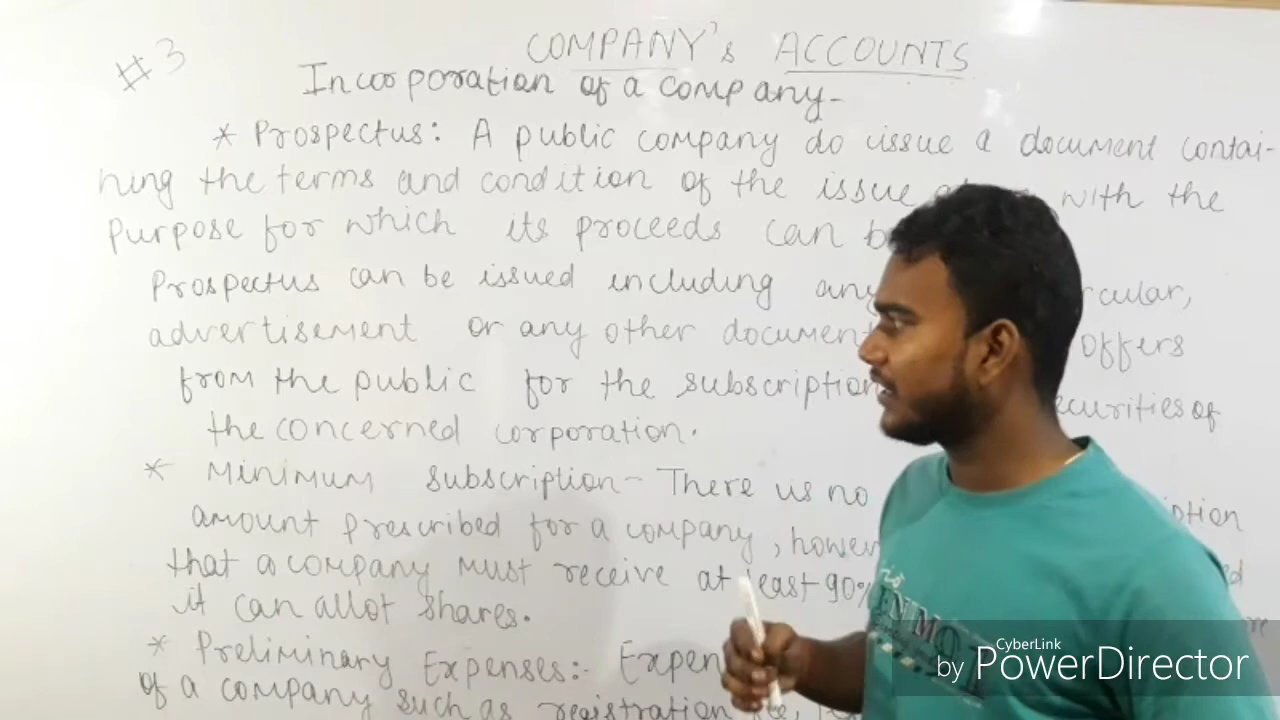 #3
COMPANY's ACCOUNTS
Incorporation of a company-
* Prospectus: A public company do issue a document contai-
ning the terms and condition of the issue with the
purpose for which its proceeds can
Prospectus can be issued including any
advertisement or any other document offers
from the public for the subscription securities of
the concerned corporation.
* Minimum subscription- There is no
amount prescribed for a company,
that a company must receive at least 90%
it can allot shares.
* Preliminary Expenses:-
of a company such as registration
CyberLink
by PowerDirector